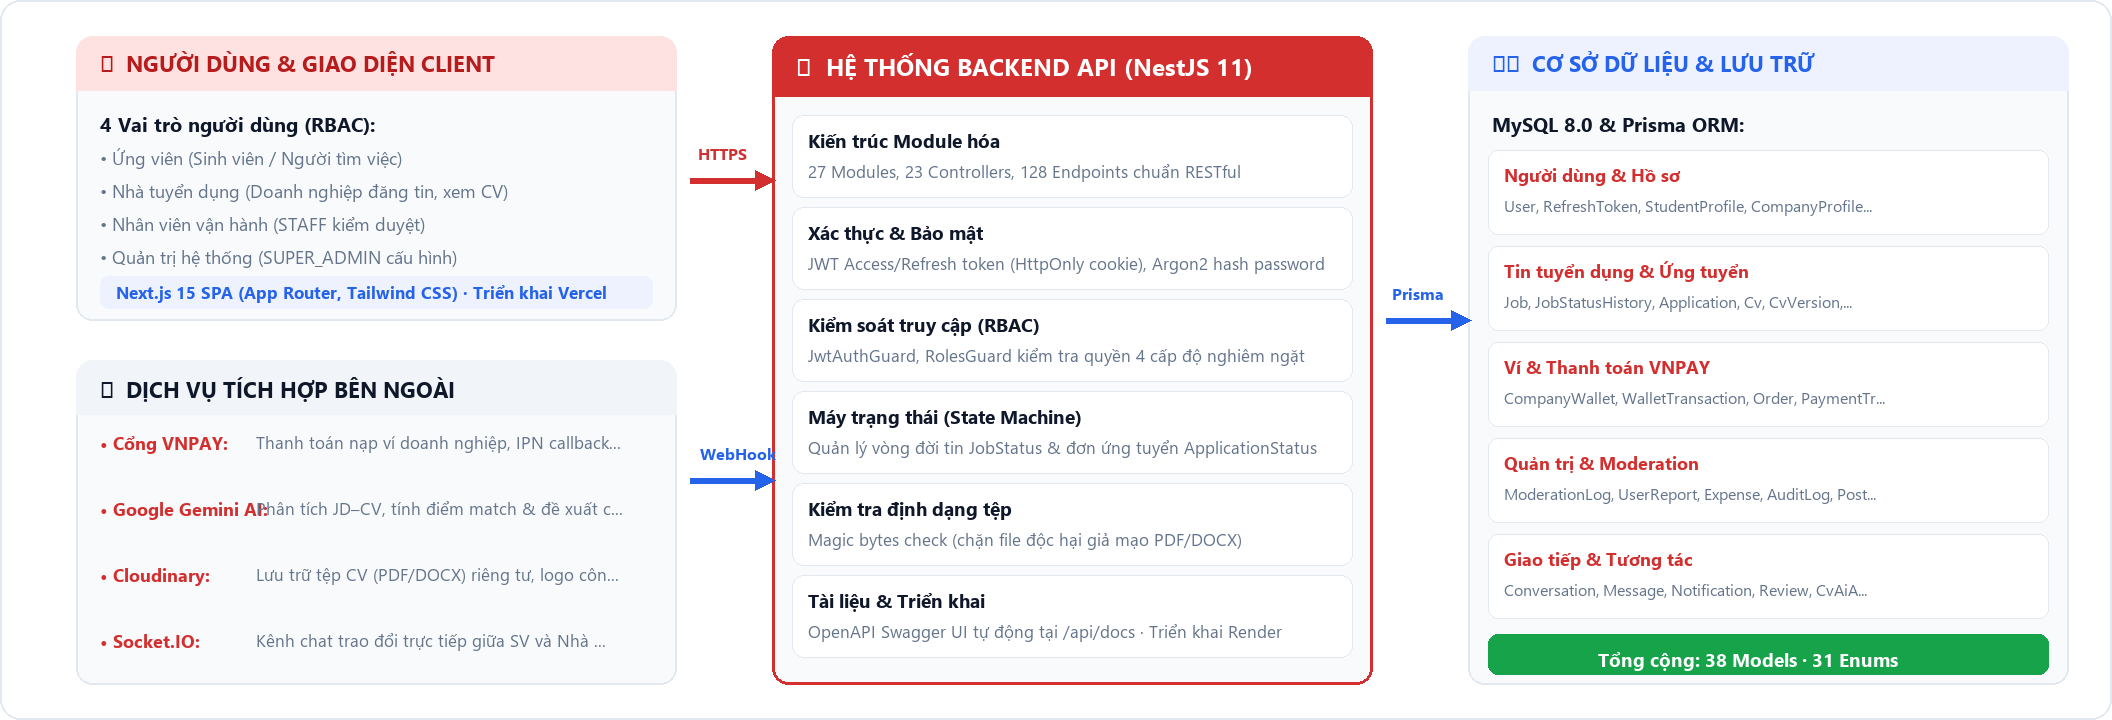 NGƯỜI DÙNG & GIAO DIỆN CLIENT
4 Vai trò người dùng (RBAC):
• Ứng viên (Sinh viên / Người tìm việc)
• Nhà tuyển dụng (Doanh nghiệp đăng tin, xem CV)
• Nhân viên vận hành (STAFF kiểm duyệt)
• Quản trị hệ thống (SUPER_ADMIN cấu hình)
Next.js 15 SPA (App Router, Tailwind CSS) · Triển khai Vercel
DỊCH VỤ TÍCH HỢP BÊN NGOÀI
• Cổng VNPAY: Thanh toán nạp ví doanh nghiệp, IPN callback...
• Google Gemini AI: Phân tích JD–CV, tính điểm match & đề xuất c...
• Cloudinary: Lưu trữ tệp CV (PDF/DOCX) riêng tư, logo côn...
• Socket.IO: Kênh chat trao đổi trực tiếp giữa SV và Nhà ...
HTTPS
WebHook
HỆ THỐNG BACKEND API (NestJS 11)
Kiến trúc Module hóa
27 Modules, 23 Controllers, 128 Endpoints chuẩn RESTful
Xác thực & Bảo mật
JWT Access/Refresh token (HttpOnly cookie), Argon2 hash password
Kiểm soát truy cập (RBAC)
JwtAuthGuard, RolesGuard kiểm tra quyền 4 cấp độ nghiêm ngặt
Máy trạng thái (State Machine)
Quản lý vòng đời tin JobStatus & đơn ứng tuyển ApplicationStatus
Kiểm tra định dạng tệp
Magic bytes check (chặn file độc hại giả mạo PDF/DOCX)
Tài liệu & Triển khai
OpenAPI Swagger UI tự động tại /api/docs · Triển khai Render
Prisma
CƠ SỞ DỮ LIỆU & LƯU TRỮ
MySQL 8.0 & Prisma ORM:
Người dùng & Hồ sơ
User, RefreshToken, StudentProfile, CompanyProfile...
Tin tuyển dụng & Ứng tuyển
Job, JobStatusHistory, Application, Cv, CvVersion,...
Ví & Thanh toán VNPAY
CompanyWallet, WalletTransaction, Order, PaymentTr...
Quản trị & Moderation
ModerationLog, UserReport, Expense, AuditLog, Post...
Giao tiếp & Tương tác
Conversation, Message, Notification, Review, CvAiA...
Tổng cộng: 38 Models · 31 Enums